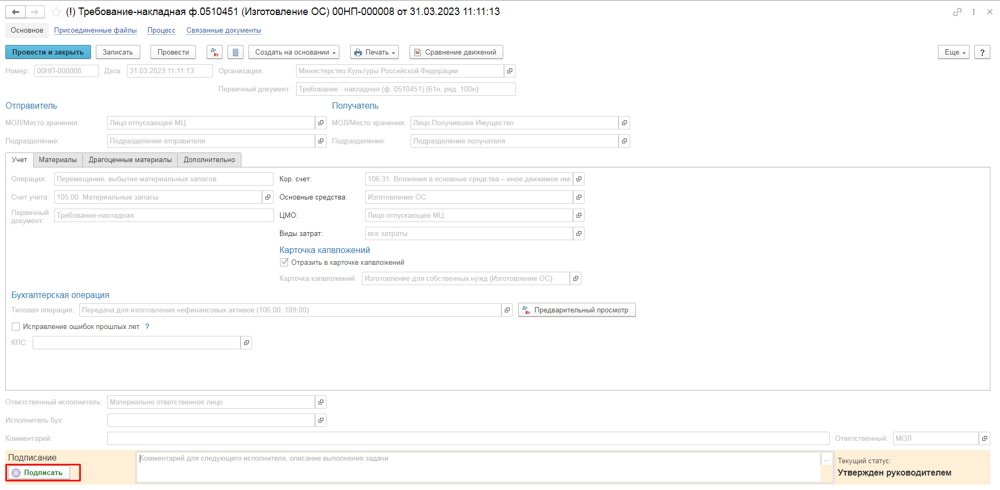 (!) Требование-накладная ф.0510451 (Изготовление ОС) 00НП-000008 от 31.03.2023 11:11:13
Основное Присоединенные файлы Процесс Связанные документы
Провести и закрыть Записать Провести Дт Кт Создать на основании Печать Сравнение движений Еще ?
Номер: 00НП-000008 Дата: 31.03.2023 11:11:13 Организация: Министерство Культуры Российской Федерации
Первичный документ: Требование - накладная (ф. 0510451) (61н, ред. 100н)
Отправитель Получатель
МОЛ/Место хранения: Лицо отпускающее МЦ МОЛ/Место хранения: Лицо Получившее Имущество
Подразделение: Подразделение отправителя Подразделение: Подразделение получателя
Учет Материалы Драгоценные материалы Дополнительно
Операция: Перемещение, выбытие материальных запасов Кор. счет: 106.31. Вложения в основные средства – иное движимое иму
Счет учета: 105.00. Материальные запасы Основные средства: Изготовление ОС
Первичный документ: Требование-накладная ЦМО: Лицо отпускающее МЦ
Виды затрат: все затраты
Карточка капвложений
Отразить в карточке капвложений
Карточка капвложений: Изготовление для собственных нужд (Изготовление ОС)
Бухгалтерская операция
Типовая операция: Передача для изготовления нефинансовых активов (106.00, 109.00) Дт Кт Предварительный просмотр
Исправление ошибок прошлых лет ?
КПС:
Ответственный исполнитель: Материально ответственное лицо
Исполнитель бух:
Комментарий: Ответственный: МОЛ
Подписание Комментарий для следующего исполнителя, описание выполнения задачи ... Текущий статус:
Подписать Утвержден руководителем